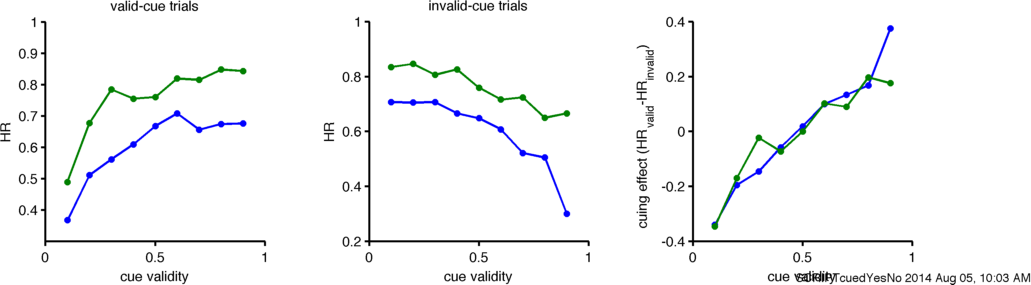 valid-cue trials
1
0.9
0.8
0.7
0.6
0.5
0.4
HR
0
0.5
1
cue validity
invalid-cue trials
1
0.8
0.6
0.4
0.2
HR
0
0.5
1
cue validity
0.4
0.2
0
-0.2
-0.4
cuing effect (HRvalid-HRinvalid)
0
0.5
1
cue validity
TcuedYesNo 2014 Aug 05, 10:03 AM